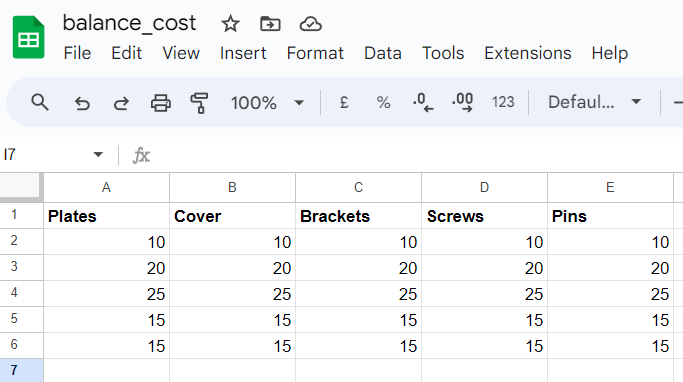 balance_cost
File Edit View Insert Format Data Tools Extensions Help
100% £ % .0 .00 123 Defaul...
I7 fx
A B C D E
1 Plates Cover Brackets Screws Pins
2 10 10 10 10 10
3 20 20 20 20 20
4 25 25 25 25 25
5 15 15 15 15 15
6 15 15 15 15 15
7